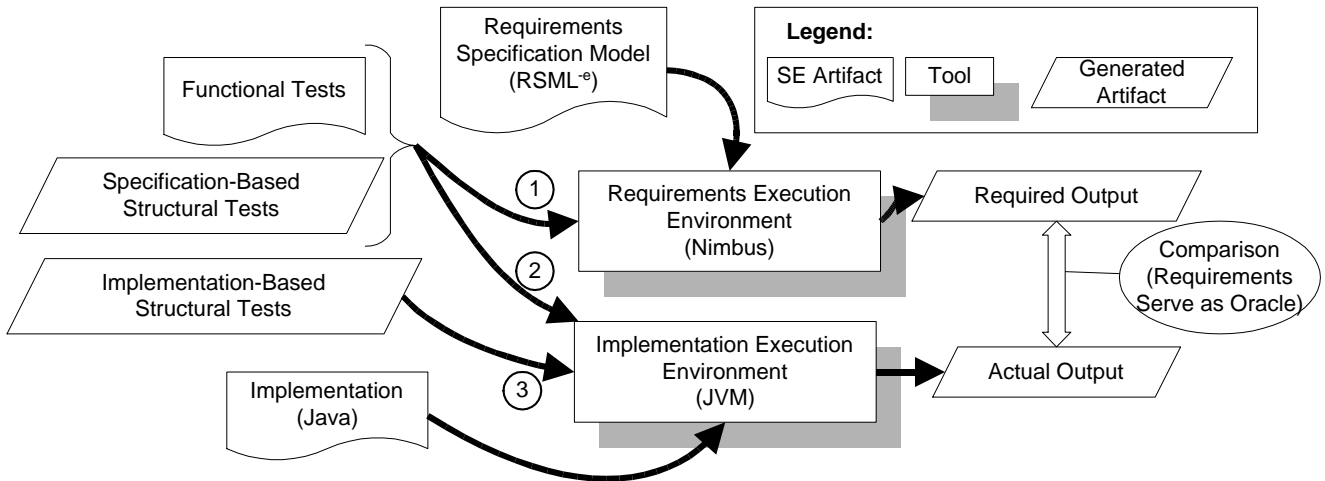 Requirements
Specification Model
(RSML-e)
Legend:
SE Artifact
Tool
Generated
Artifact
Functional Tests
Specification-Based
Structural Tests
1
Requirements Execution
Environment
(Nimbus)
Required Output
2
Comparison
(Requirements
Serve as Oracle)
Implementation-Based
Structural Tests
Implementation Execution
Environment
(JVM)
Actual Output
3
Implementation
(Java)